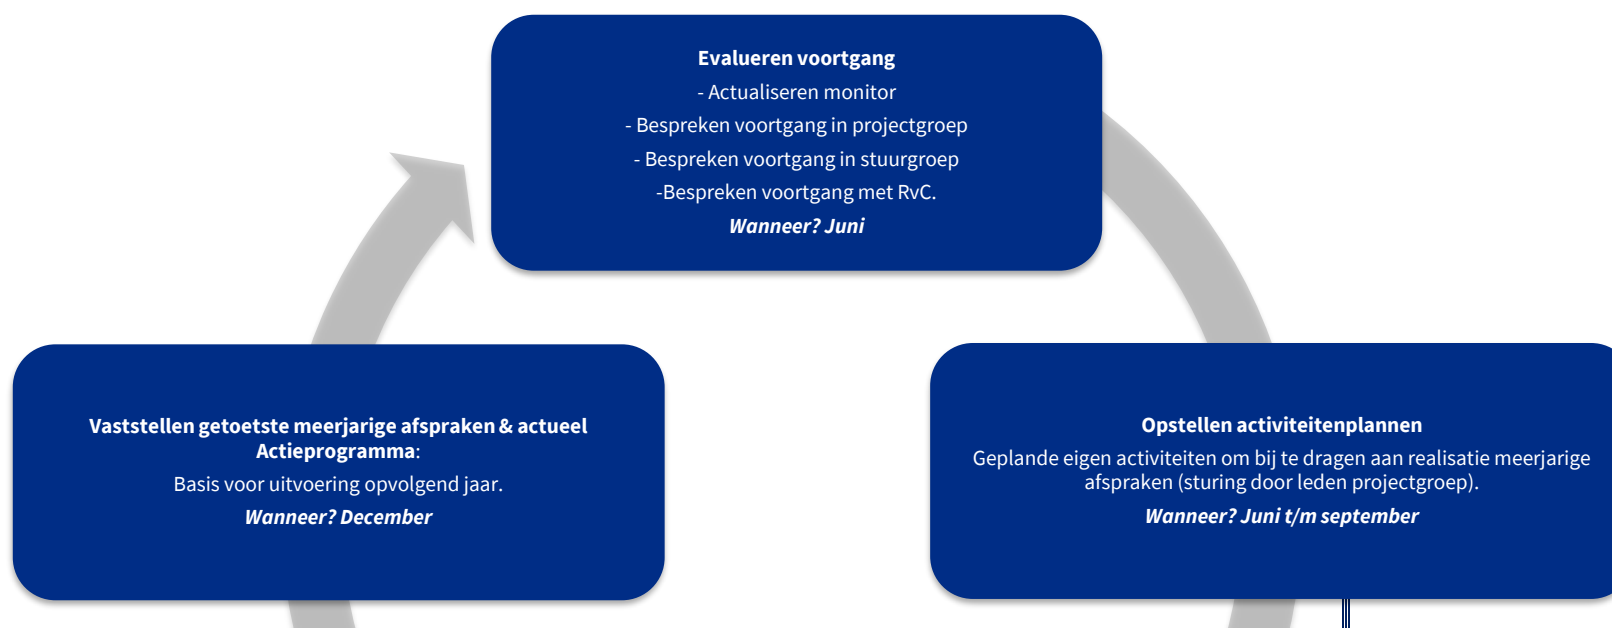 Evalueren voortgang
- Actualiseren monitor
- Bespreken voortgang in projectgroep
- Bespreken voortgang in stuurgroep
-Bespreken voortgang met RvC.
Wanneer? Juni
Vaststellen getoetste meerjarige afspraken & actueel
Actieprogramma:
Basis voor uitvoering opvolgend jaar.
Wanneer? December
Opstellen activiteitenplannen
Geplande eigen activiteiten om bij te dragen aan realisatie meerjarige
afspraken (sturing door leden projectgroep).
Wanneer? Juni t/m september